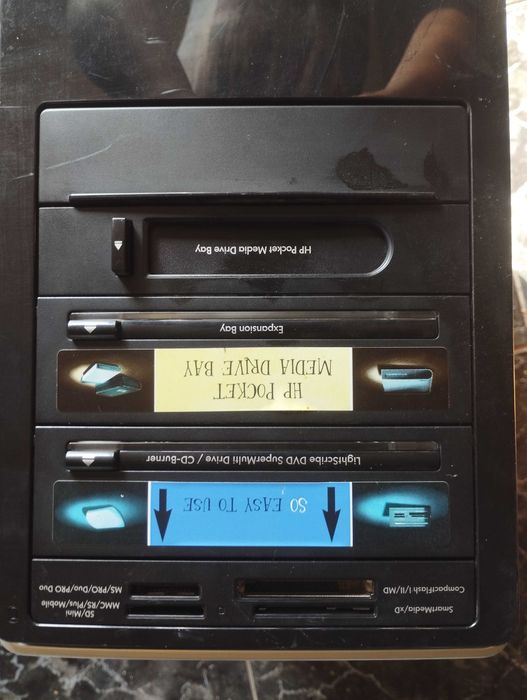 SmartMedia/xD
CompactFlash I/II/MD
SD/Mini
MMC/RS/Plus/Mobile
MS/PRO/Duo/PRO Duo
SO EASY TO USE
LightScribe DVD SuperMulti Drive / CD-Burner
HP POCKET
MEDIA DRIVE BAY
Expansion Bay
HP Pocket Media Drive Bay